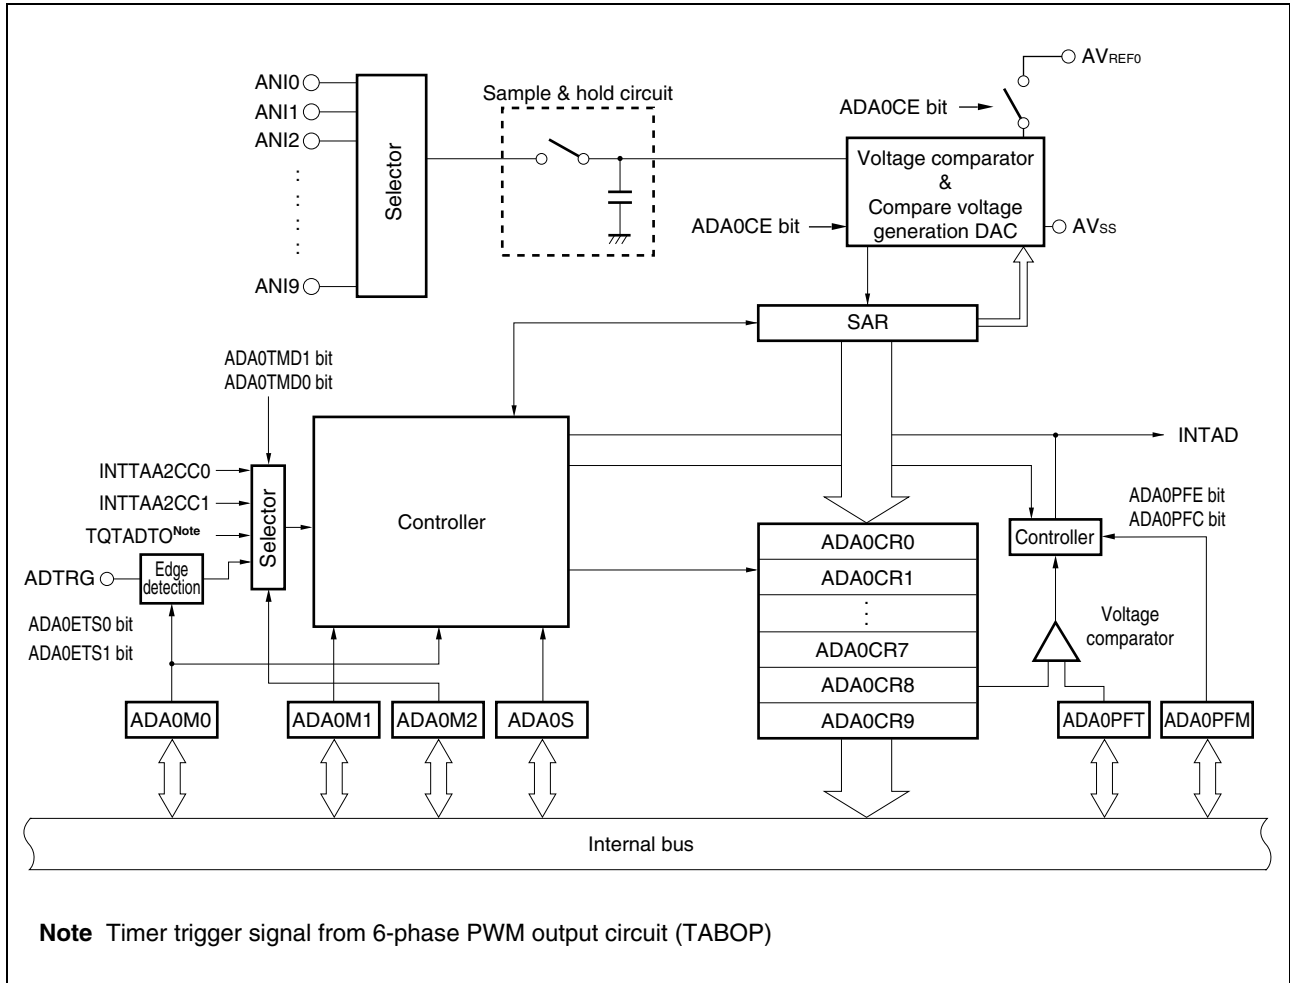 AVREF0
ANI0
ANI1
ANI2
ANI9
Selector
Sample & hold circuit
ADA0CE bit
Voltage comparator
&
Compare voltage
generation DAC
ADA0CE bit
AVSS
SAR
ADA0TMD1 bit
ADA0TMD0 bit
INTTAA2CC0
INTTAA2CC1
TQTADTO Note
ADTRG
Edge
detection
Selector
Controller
INTAD
ADA0PFE bit
ADA0PFC bit
Controller
ADA0ETS0 bit
ADA0ETS1 bit
ADA0CR0
ADA0CR1
ADA0CR7
ADA0CR8
ADA0CR9
Voltage
comparator
ADA0M0
ADA0M1
ADA0M2
ADA0S
ADA0PFT
ADA0PFM
Internal bus
Note Timer trigger signal from 6-phase PWM output circuit (TABOP)